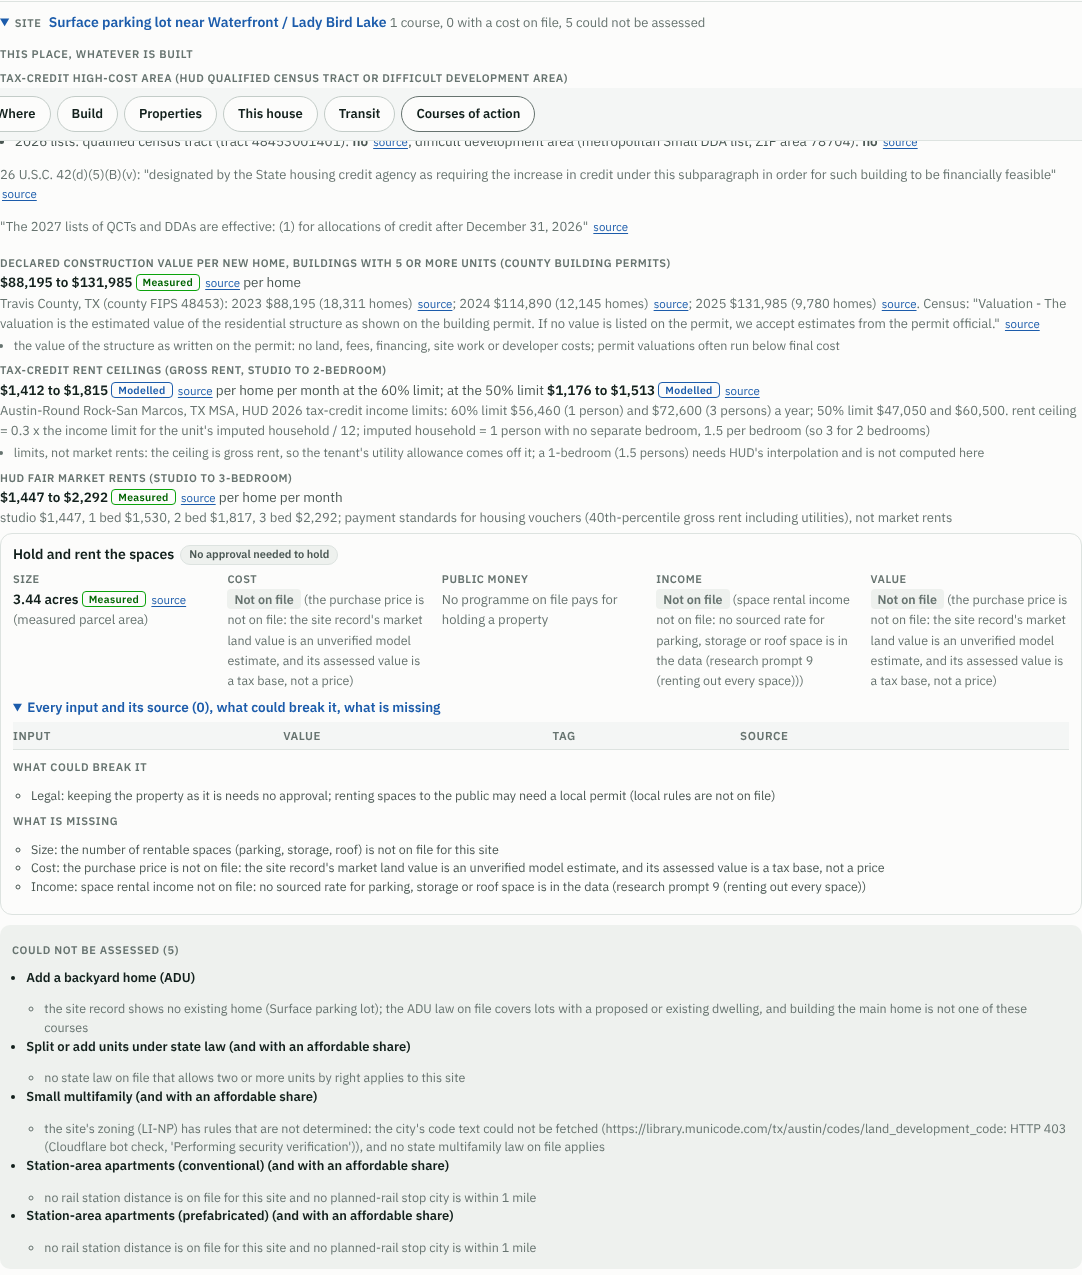 ▼ SITE Surface parking lot near Waterfront / Lady Bird Lake 1 course, 0 with a cost on file, 5 could not be assessed
THIS PLACE, WHATEVER IS BUILT
TAX-CREDIT HIGH-COST AREA (HUD QUALIFIED CENSUS TRACT OR DIFFICULT DEVELOPMENT AREA)
Where Build Properties This house Transit Courses of action
2026 lists: qualified census tract (tract 48453001401): no source; difficult development area (metropolitan Small DDA list, ZIP area 78704): no source
26 U.S.C. 42(d)(5)(B)(v): "designated by the State housing credit agency as requiring the increase in credit under this subparagraph in order for such building to be financially feasible"
source
"The 2027 lists of QCTs and DDAs are effective: (1) for allocations of credit after December 31, 2026" source
DECLARED CONSTRUCTION VALUE PER NEW HOME, BUILDINGS WITH 5 OR MORE UNITS (COUNTY BUILDING PERMITS)
$88,195 to $131,985 Measured source per home
Travis County, TX (county FIPS 48453): 2023 $88,195 (18,311 homes) source; 2024 $114,890 (12,145 homes) source; 2025 $131,985 (9,780 homes) source. Census: "Valuation - The
valuation is the estimated value of the residential structure as shown on the building permit. If no value is listed on the permit, we accept estimates from the permit official." source
• the value of the structure as written on the permit: no land, fees, financing, site work or developer costs; permit valuations often run below final cost
TAX-CREDIT RENT CEILINGS (GROSS RENT, STUDIO TO 2-BEDROOM)
$1,412 to $1,815 Modelled source per home per month at the 60% limit; at the 50% limit $1,176 to $1,513 Modelled source
Austin-Round Rock-San Marcos, TX MSA, HUD 2026 tax-credit income limits: 60% limit $56,460 (1 person) and $72,600 (3 persons) a year; 50% limit $47,050 and $60,500. rent ceiling
= 0.3 x the income limit for the unit's imputed household / 12; imputed household = 1 person with no separate bedroom, 1.5 per bedroom (so 3 for 2 bedrooms)
• limits, not market rents: the ceiling is gross rent, so the tenant's utility allowance comes off it; a 1-bedroom (1.5 persons) needs HUD's interpolation and is not computed here
HUD FAIR MARKET RENTS (STUDIO TO 3-BEDROOM)
$1,447 to $2,292 Measured source per home per month
studio $1,447, 1 bed $1,530, 2 bed $1,817, 3 bed $2,292; payment standards for housing vouchers (40th-percentile gross rent including utilities), not market rents
Hold and rent the spaces No approval needed to hold
SIZE
3.44 acres Measured source
(measured parcel area)
COST
Not on file (the purchase price is
not on file: the site record's market
land value is an unverified model
estimate, and its assessed value is
a tax base, not a price)
PUBLIC MONEY
No programme on file pays for
holding a property
INCOME
Not on file (space rental income
not on file: no sourced rate for
parking, storage or roof space is in
the data (research prompt 9
(renting out every space)))
VALUE
Not on file (the purchase price is
not on file: the site record's market
land value is an unverified model
estimate, and its assessed value is
a tax base, not a price)
▼ Every input and its source (0), what could break it, what is missing
INPUT VALUE TAG SOURCE
WHAT COULD BREAK IT
◦ Legal: keeping the property as it is needs no approval; renting spaces to the public may need a local permit (local rules are not on file)
WHAT IS MISSING
◦ Size: the number of rentable spaces (parking, storage, roof) is not on file for this site
◦ Cost: the purchase price is not on file: the site record's market land value is an unverified model estimate, and its assessed value is a tax base, not a price
◦ Income: space rental income not on file: no sourced rate for parking, storage or roof space is in the data (research prompt 9 (renting out every space))
COULD NOT BE ASSESSED (5)
• Add a backyard home (ADU)
◦ the site record shows no existing home (Surface parking lot); the ADU law on file covers lots with a proposed or existing dwelling, and building the main home is not one of these
courses
• Split or add units under state law (and with an affordable share)
◦ no state law on file that allows two or more units by right applies to this site
• Small multifamily (and with an affordable share)
◦ the site's zoning (LI-NP) has rules that are not determined: the city's code text could not be fetched (https://library.municode.com/tx/austin/codes/land_development_code: HTTP 403
(Cloudflare bot check, 'Performing security verification')), and no state multifamily law on file applies
• Station-area apartments (conventional) (and with an affordable share)
◦ no rail station distance is on file for this site and no planned-rail stop city is within 1 mile
• Station-area apartments (prefabricated) (and with an affordable share)
◦ no rail station distance is on file for this site and no planned-rail stop city is within 1 mile